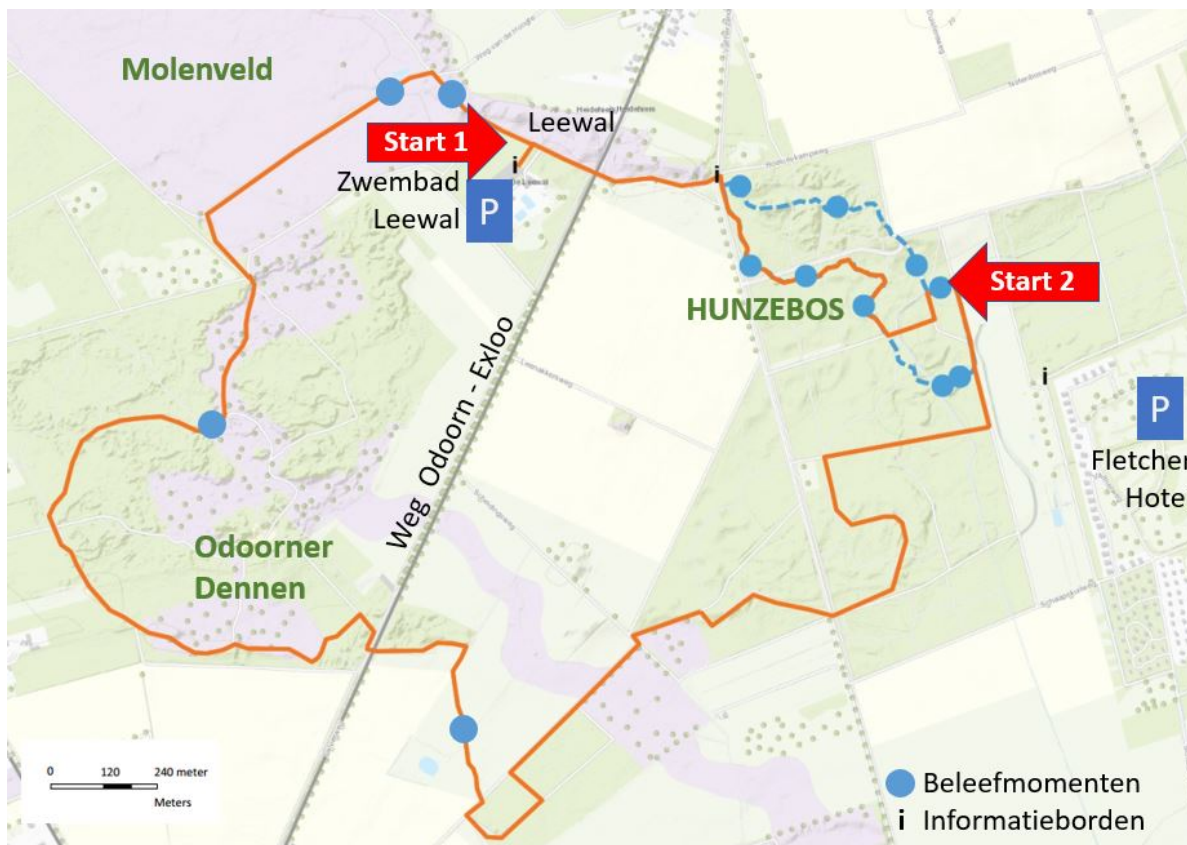 Molenveld
Leewal
Start 1
i
Zwembad
Leewal
P
i
Start 2
HUNZEBOS
i
P
Fletcher
Hote
Weg Odoorn - Exloo
Odoorner
Dennen
0 120 240 meter
Meters
Beleefmomenten
i Informatieborden